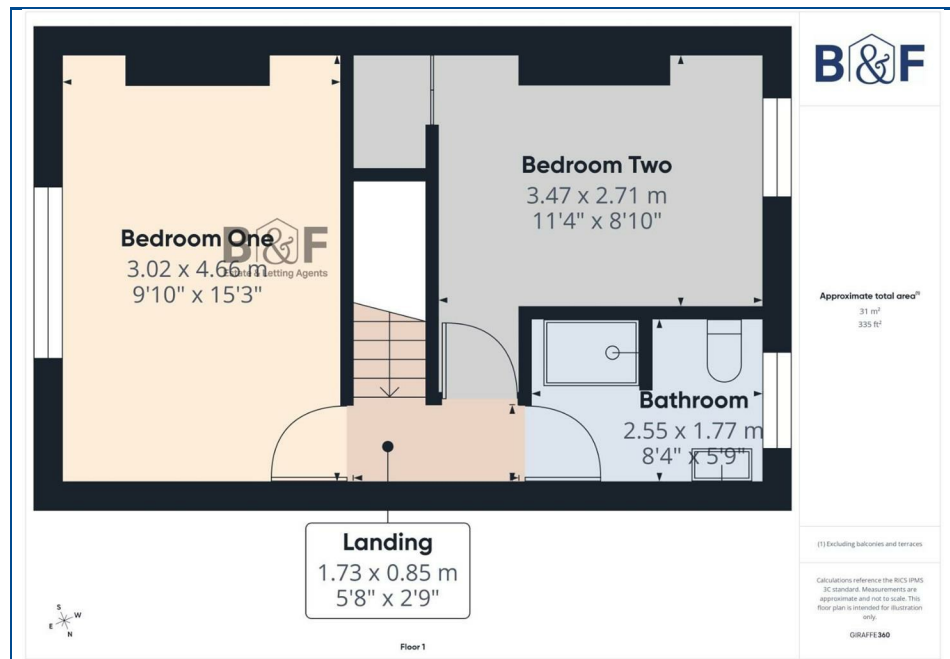 B&F
Bedroom One
3.02 x 4.66 m
9'10" x 15'3"
B&F
Estate & Letting Agents
Bedroom Two
3.47 x 2.71 m
11'4" x 8'10"
Bathroom
2.55 x 1.77 m
8'4" x 5'9"
Landing
1.73 x 0.85 m
5'8" x 2'9"
S
W
E
N
Floor 1
Approximate total area⁽¹⁾
31 m²
335 ft²
(1) Excluding balconies and terraces
Calculations reference the RICS IPMS
3C standard. Measurements are
approximate and not to scale. This
floor plan is intended for illustration
only.
GIRAFFE360